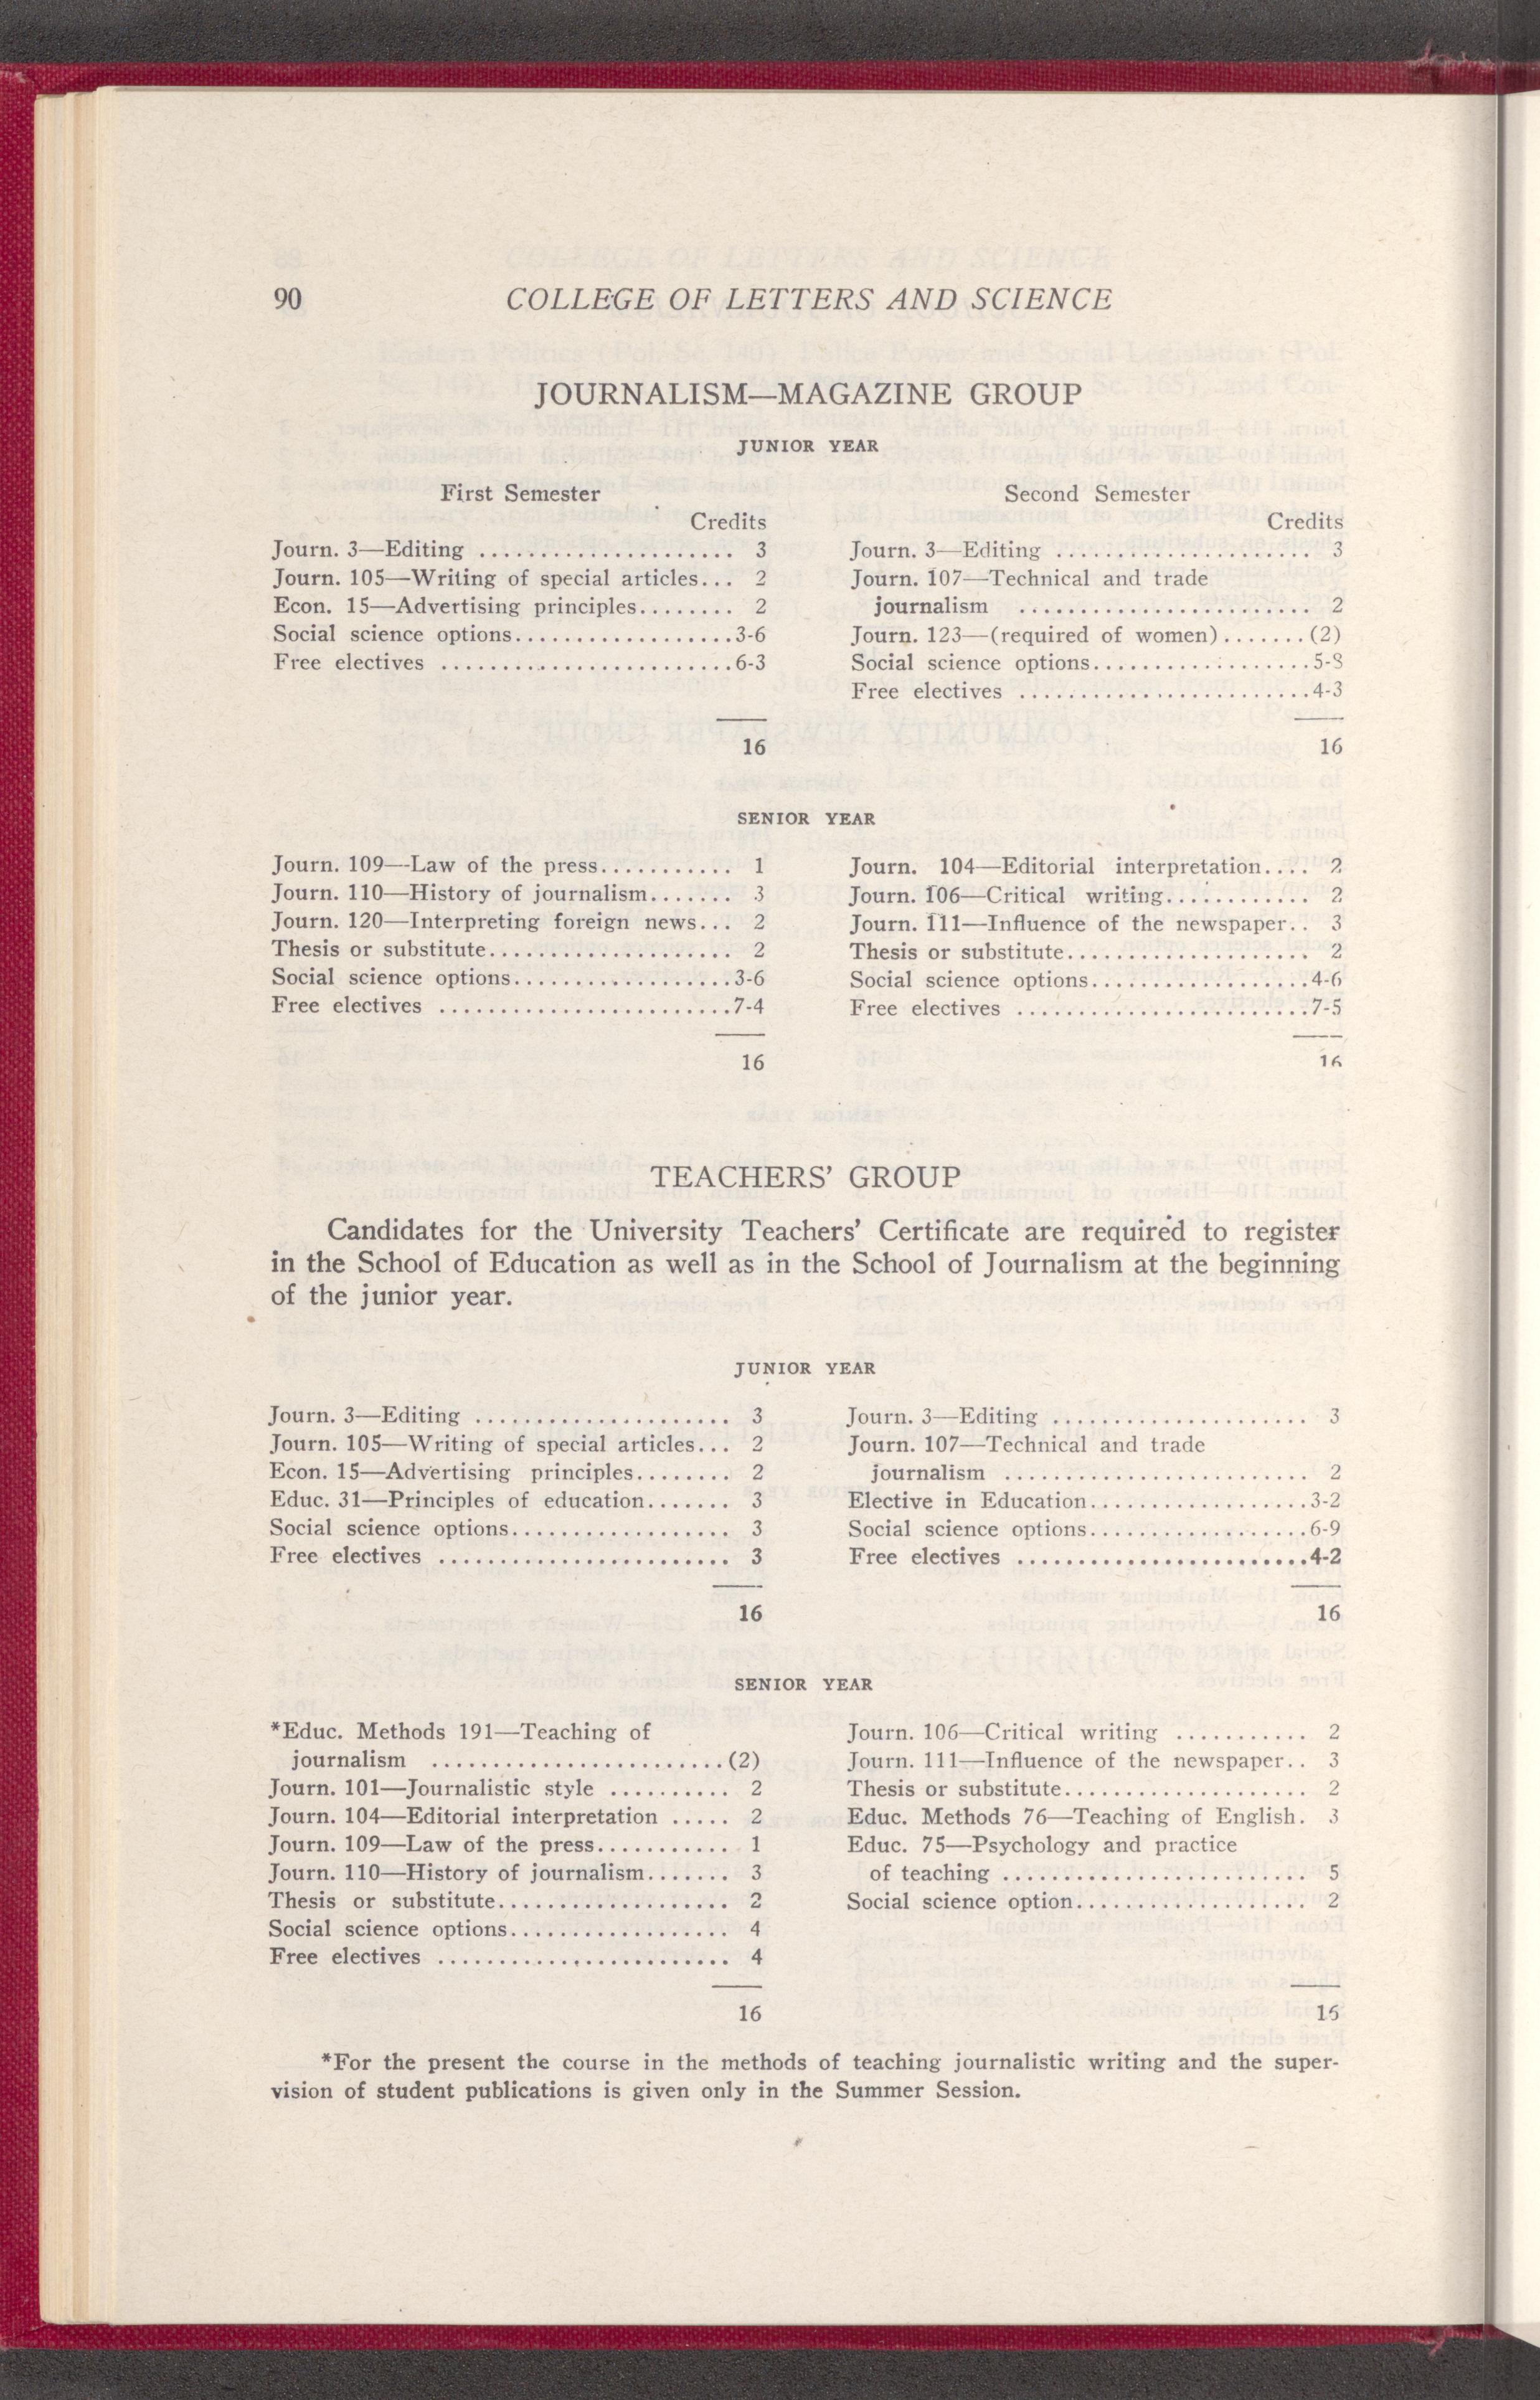 90 COLLEGE OF LETTERS AND SCIENCE
JOURNALISM—MAGAZINE GROUP
JUNIOR YEAR
First Semester
Credits
Journ. 3—Editing ..................... 3
Journ. 105—Writing of special articles... 2
Econ. 15—Advertising principles........ 2
Social science options..................3-6
Free electives ........................6-3
16
Second Semester
Credits
Journ. 3—Editing ..................... 3
Journ. 107—Technical and trade
journalism ........................ 2
Journ. 123—(required of women).......(2)
Social science options..................5-8
Free electives ........................4-3
16
SENIOR YEAR
Journ. 109—Law of the press........... 1
Journ. 110—History of journalism....... 3
Journ. 120—Interpreting foreign news... 2
Thesis or substitute.................... 2
Social science options..................3-6
Free electives ........................7-4
16
Journ. 104—Editorial interpretation.... 2
Journ. 106—Critical writing............ 2
Journ. 111—Influence of the newspaper.. 3
Thesis or substitute.................... 2
Social science options..................4-6
Free electives ........................7-5
16
TEACHERS' GROUP
Candidates for the University Teachers' Certificate are required to register
in the School of Education as well as in the School of Journalism at the beginning
of the junior year.
JUNIOR YEAR
Journ. 3—Editing ..................... 3
Journ. 105—Writing of special articles... 2
Econ. 15—Advertising principles........ 2
Educ. 31—Principles of education....... 3
Social science options.................. 3
Free electives ........................ 3
16
Journ. 3—Editing ..................... 3
Journ. 107—Technical and trade
journalism ......................... 2
Elective in Education..................3-2
Social science options..................6-9
Free electives ........................4-2
16
SENIOR YEAR
*Educ. Methods 191—Teaching of
journalism ........................(2)
Journ. 101—Journalistic style .......... 2
Journ. 104—Editorial interpretation ..... 2
Journ. 109—Law of the press........... 1
Journ. 110—History of journalism....... 3
Thesis or substitute................... 2
Social science options.................. 4
Free electives ........................ 4
16
Journ. 106—Critical writing ........... 2
Journ. 111—Influence of the newspaper.. 3
Thesis or substitute.................... 2
Educ. Methods 76—Teaching of English. 3
Educ. 75—Psychology and practice
of teaching ......................... 5
Social science option................... 2
16
*For the present the course in the methods of teaching journalistic writing and the super-
vision of student publications is given only in the Summer Session.